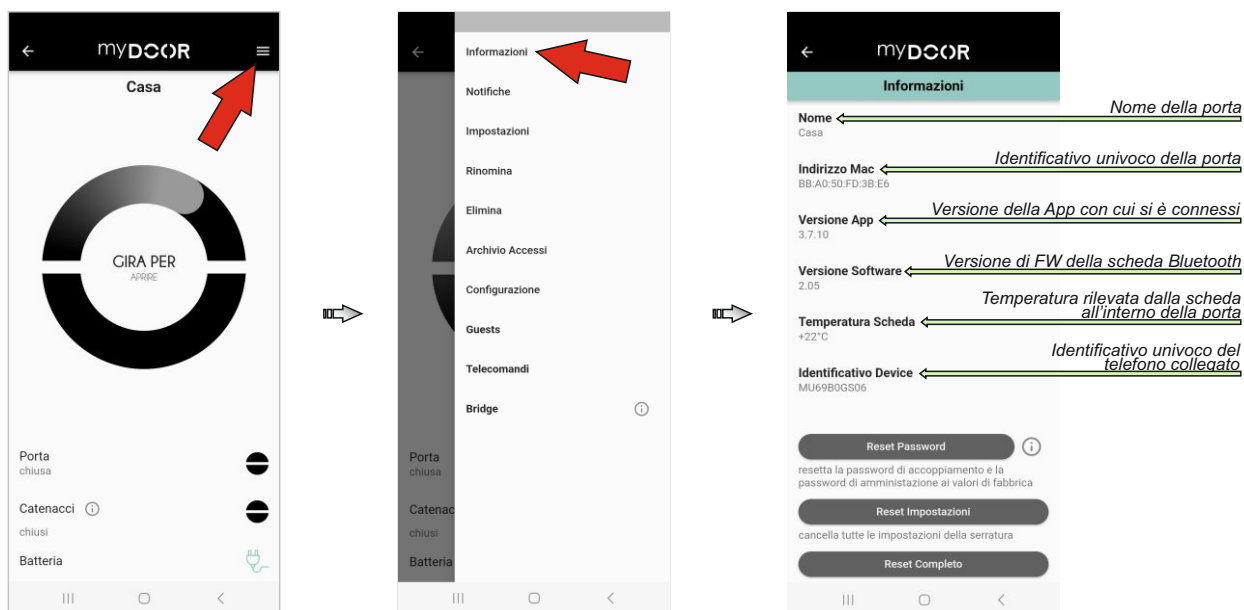 myDOOR
Casa
GIRA PER
APRIRE
Porta
chiusa
Catenacci
chiusi
Batteria
Informazioni
Notifiche
Impostazioni
Rinomina
Elimina
Archivio Accessi
Configurazione
Guests
Telecomandi
Bridge
Porta
chiusa
Catenac
chiusi
Batteria
myDOOR
Informazioni
Nome
Casa
Nome della porta
Indirizzo Mac
BB:A0:50:FD:3B:E6
Identificativo univoco della porta
Versione App
3.7.10
Versione della App con cui si è connessi
Versione Software
2.05
Versione di FW della scheda Bluetooth
Temperatura Scheda
+22°C
Temperatura rilevata dalla scheda
all'interno della porta
Identificativo Device
MU69B0GS06
Identificativo univoco del
telefono collegato
Reset Password
resetta la password di accoppiamento e la
password di amministazione ai valori di fabbrica
Reset Impostazioni
cancella tutte le impostazioni della serratura
Reset Completo